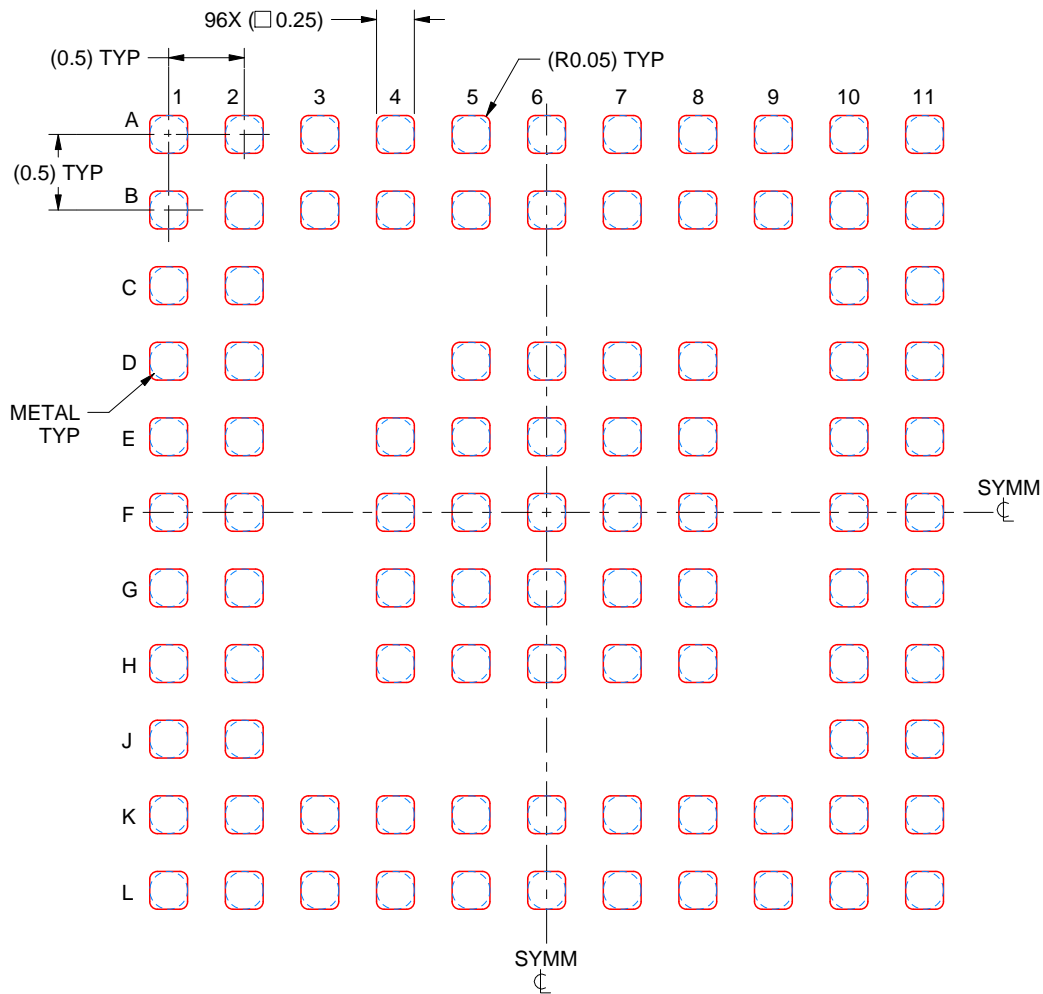 96X (□ 0.25)
(0.5) TYP
(R0.05) TYP
1 2 3 4 5 6 7 8 9 10 11
A
(0.5) TYP
B
C
D
METAL
TYP
E
SYMM
F
G
H
J
K
L
SYMM